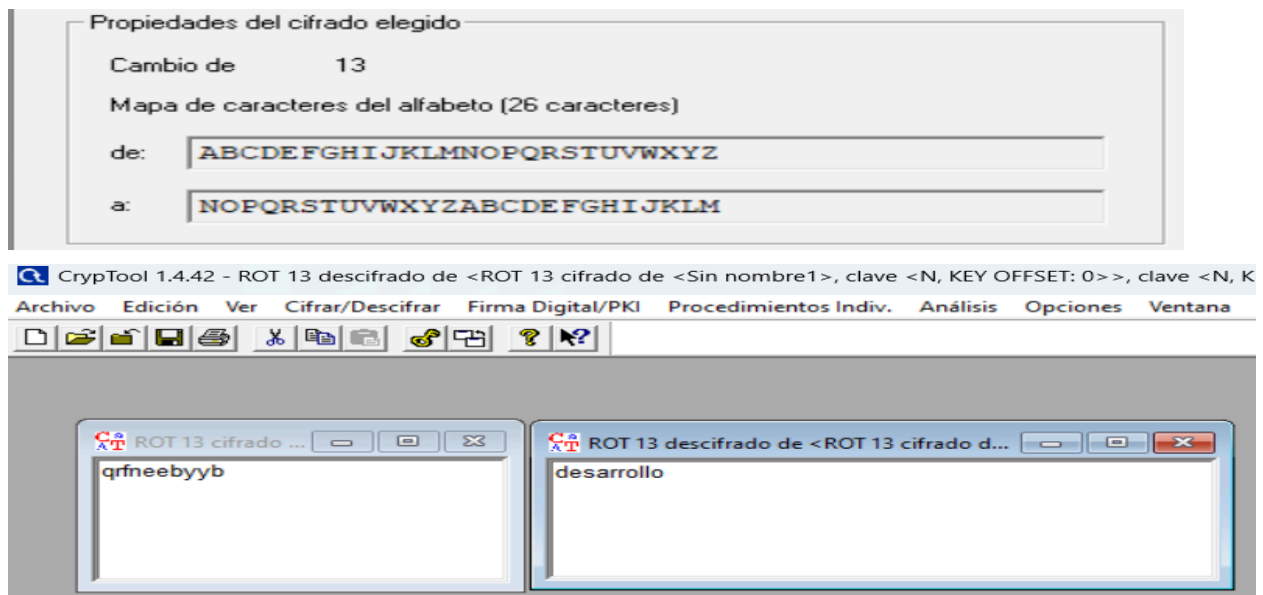 Propiedades del cifrado elegido
Cambio de 13
Mapa de caracteres del alfabeto (26 caracteres)
de: ABCDEFGHIJKLMNOPQRSTUVWXYZ
a: NOPQRSTUVWXYZABCDEFGHIJKLM
CrypTool 1.4.42 - ROT 13 descifrado de <ROT 13 cifrado de <Sin nombre1>, clave <N, KEY OFFSET: 0>>, clave <N, K
Archivo Edición Ver Cifrar/Descifrar Firma Digital/PKI Procedimientos Indiv. Análisis Opciones Ventana
ROT 13 cifrado ... ROT 13 descifrado de <ROT 13 cifrado d...
qrfneebyyb desarrollo